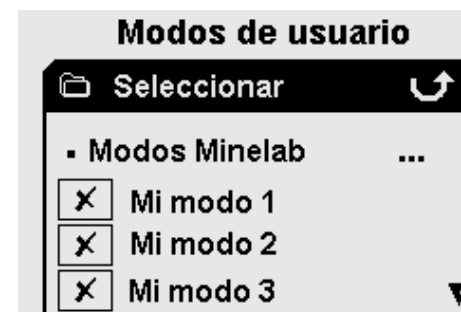 Modos de usuario
Seleccionar
▪ Modos Minelab ...
Mi modo 1
Mi modo 2
Mi modo 3